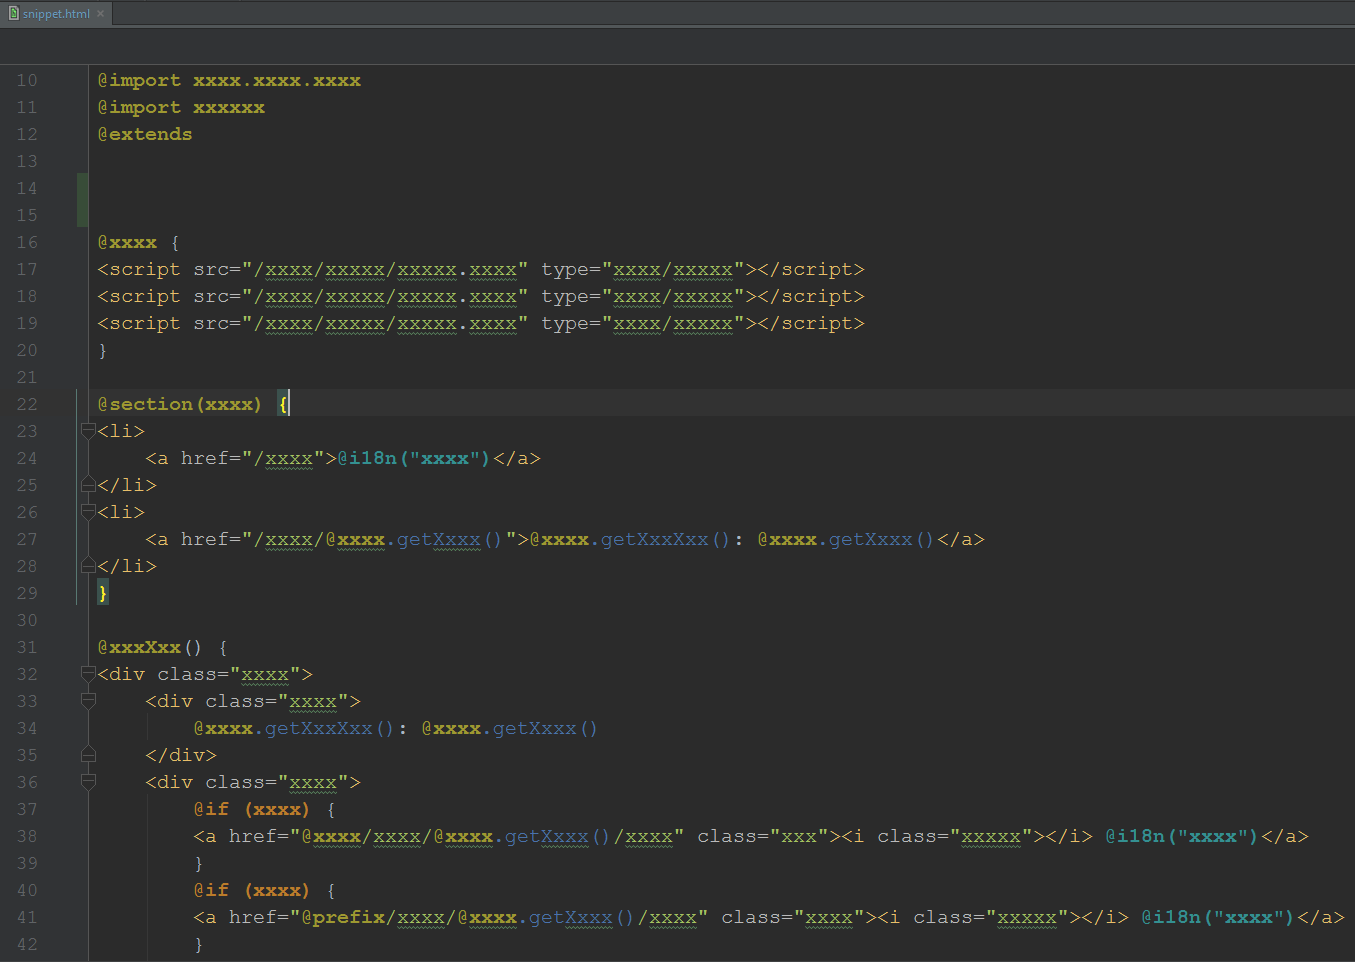 snippet.html
10 @import xxxx.xxxx.xxxx
11 @import xxxxxx
12 @extends
13
14
15
16 @xxxx {
17 <script src="/xxxx/xxxxx/xxxxx.xxxx" type="xxxx/xxxxx"></script>
18 <script src="/xxxx/xxxxx/xxxxx.xxxx" type="xxxx/xxxxx"></script>
19 <script src="/xxxx/xxxxx/xxxxx.xxxx" type="xxxx/xxxxx"></script>
20 }
21
22 @section(xxxx) {
23 <li>
24     <a href="/xxxx">@i18n("xxxx")</a>
25 </li>
26 <li>
27     <a href="/xxxx/@xxxx.getXxxx()">@xxxx.getXxxXxx(): @xxxx.getXxxx()</a>
28 </li>
29 }
30
31 @xxxXxx() {
32 <div class="xxxx">
33     <div class="xxxx">
34         @xxxx.getXxxXxx(): @xxxx.getXxxx()
35     </div>
36     <div class="xxxx">
37         @if (xxxx) {
38         <a href="@xxxx/xxxx/@xxxx.getXxxx()/xxxx" class="xxx"><i class="xxxxx"></i> @i18n("xxxx")</a>
39         }
40         @if (xxxx) {
41         <a href="@prefix/xxxx/@xxxx.getXxxx()/xxxx" class="xxxx"><i class="xxxxx"></i> @i18n("xxxx")</a>
42         }